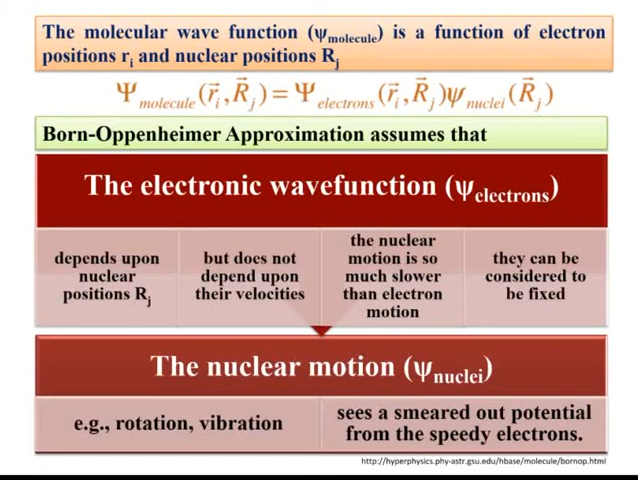 The molecular wave function (ψmolecule) is a function of electron
positions ri and nuclear positions Rj
Ψmolecule(r⃗i, R⃗j) = Ψelectrons(r⃗i, R⃗j)ψnuclei(R⃗j)
Born-Oppenheimer Approximation assumes that
The electronic wavefunction (ψelectrons)
depends upon
nuclear
positions Rj
but does not
depend upon
their velocities
the nuclear
motion is so
much slower
than electron
motion
they can be
considered to
be fixed
The nuclear motion (ψnuclei)
e.g., rotation, vibration
sees a smeared out potential
from the speedy electrons.
http://hyperphysics.phy-astr.gsu.edu/hbase/molecule/bornop.html